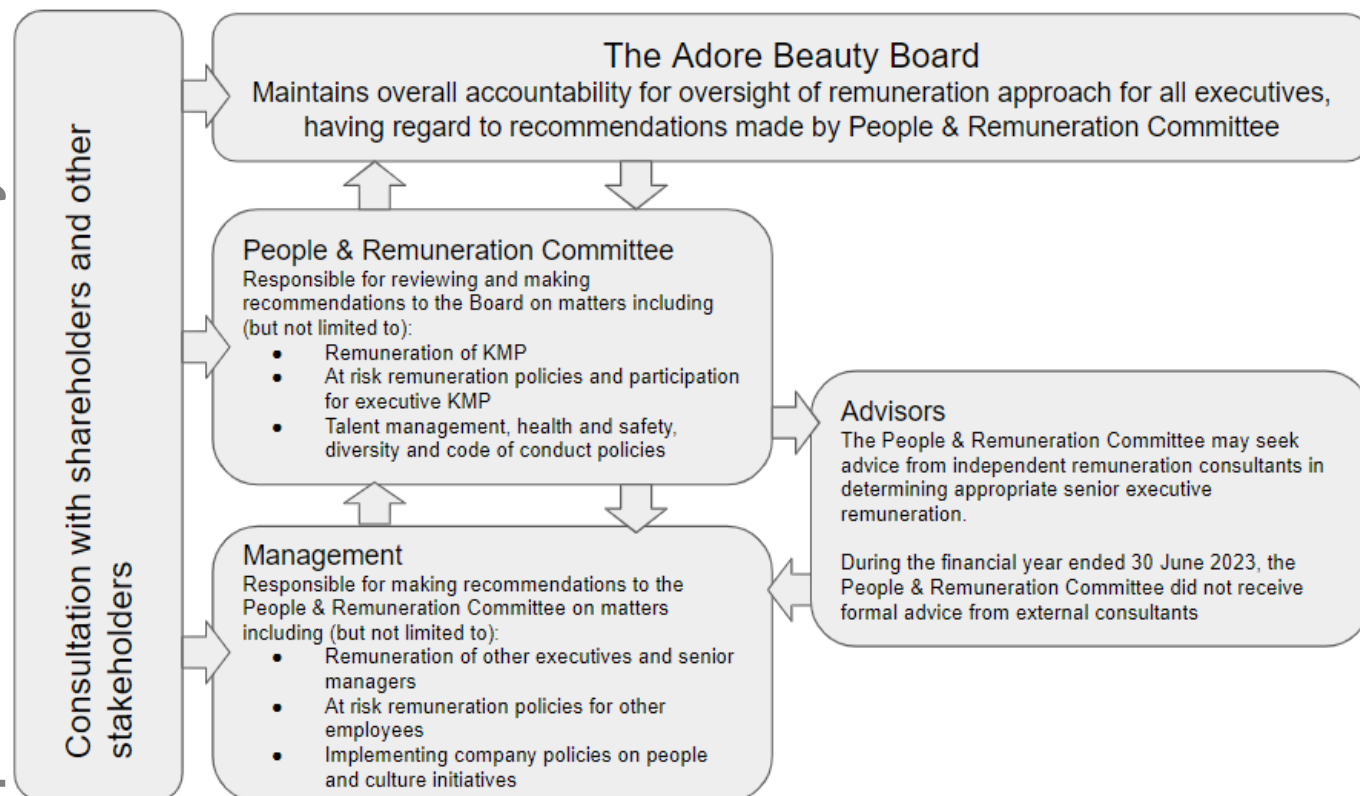 Consultation with shareholders and other
stakeholders
The Adore Beauty Board
Maintains overall accountability for oversight of remuneration approach for all executives,
having regard to recommendations made by People & Remuneration Committee
People & Remuneration Committee
Responsible for reviewing and making
recommendations to the Board on matters including
(but not limited to):
● Remuneration of KMP
● At risk remuneration policies and participation
for executive KMP
● Talent management, health and safety,
diversity and code of conduct policies
Advisors
The People & Remuneration Committee may seek
advice from independent remuneration consultants in
determining appropriate senior executive
remuneration.
During the financial year ended 30 June 2023, the
People & Remuneration Committee did not receive
formal advice from external consultants
Management
Responsible for making recommendations to the
People & Remuneration Committee on matters
including (but not limited to):
● Remuneration of other executives and senior
managers
● At risk remuneration policies for other
employees
● Implementing company policies on people
and culture initiatives